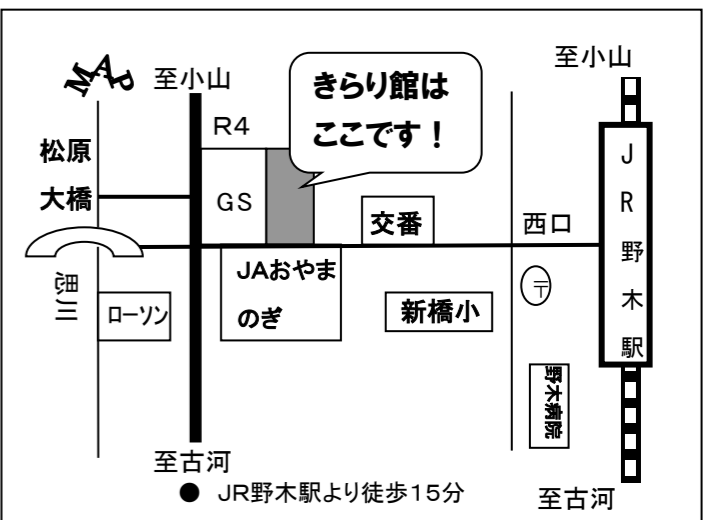 MAP
至小山
至小山
きらり館は
ここです！
R4
松原
大橋
GS
交番
西口
JR野木駅
思川
ローソン
JAおやま
のぎ
新橋小
〒
野木病院
至古河
至古河
● JR野木駅より徒歩15分